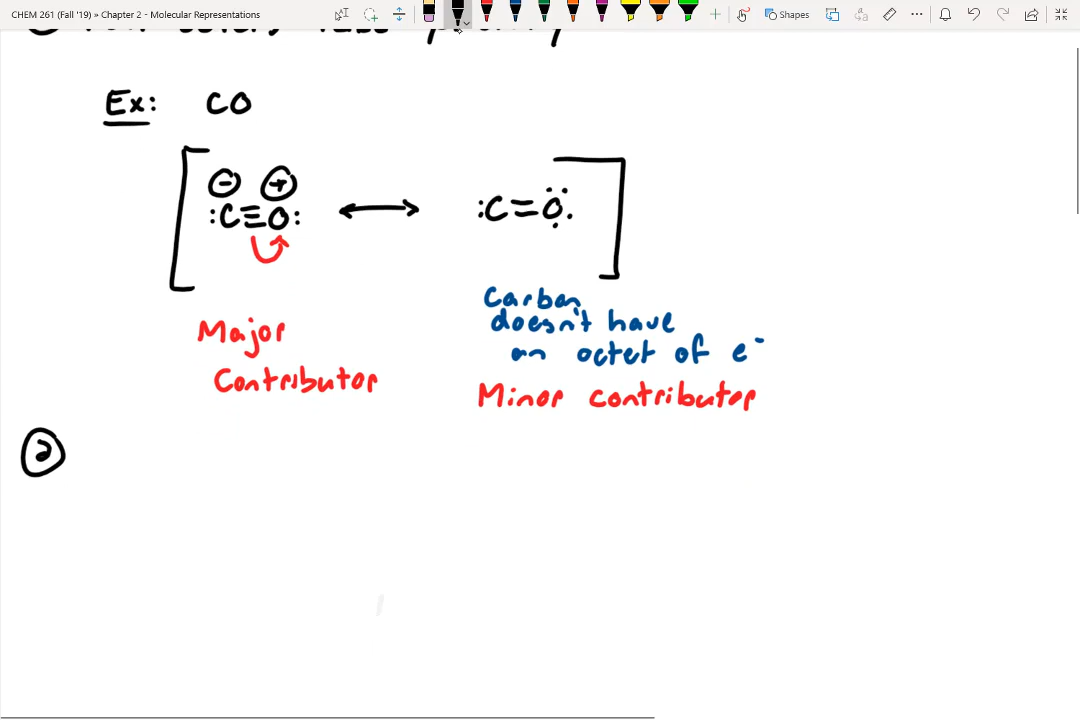 CHEM 261 (Fall '19) » Chapter 2 - Molecular Representations
Shapes
Ex: CO
⊖ ⊕
:C≡O: ⟷ :C=Ö:
Major
Contributor
Carbon
doesn't have
an octet of e⁻
Minor contributor
②